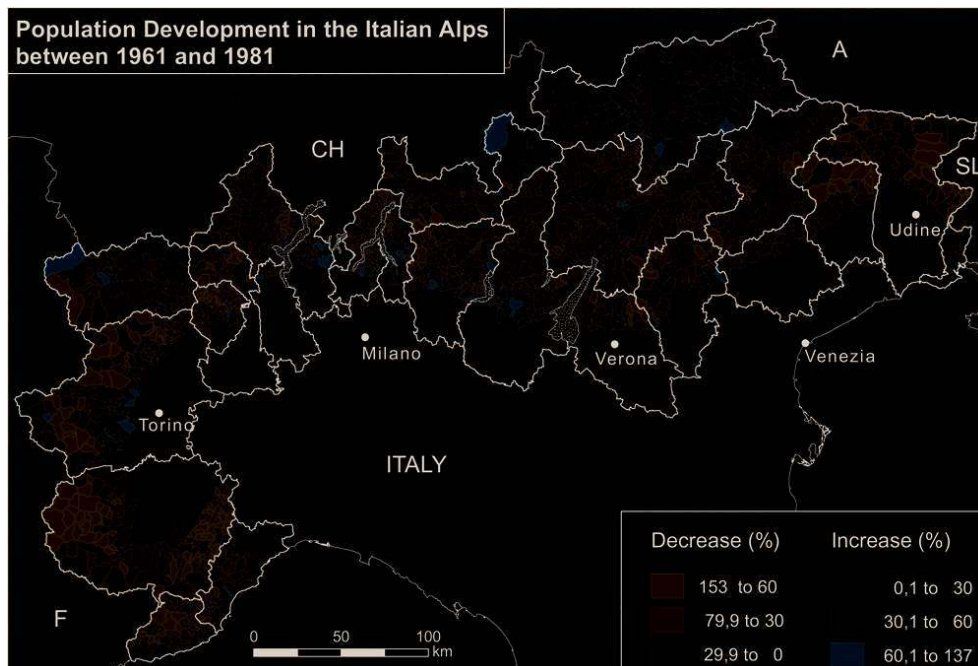 Population Development in the Italian Alps
between 1961 and 1981
A
CH
SL
Udine
Milano
Verona
Venezia
Torino
ITALY
F
0 50 100
km
Decrease (%) Increase (%)
153 to 60 0,1 to 30
79,9 to 30 30,1 to 60
29,9 to 0 60,1 to 137